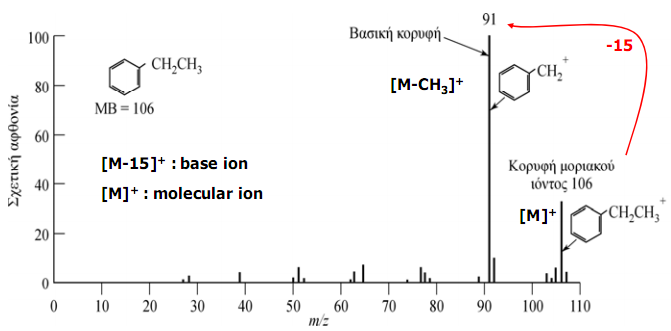 91
-15
Βασική κορυφή
CH₂CH₃
CH₂⁺
[M-CH₃]⁺
ΜΒ = 106
[M-15]⁺ : base ion
[M]⁺ : molecular ion
Κορυφή μοριακού
ιόντος 106
[M]⁺
CH₂CH₃⁺
Σχετική αφθονία
100
80
60
40
20
0
0 10 20 30 40 50 60 70 80 90 100 110
m/z